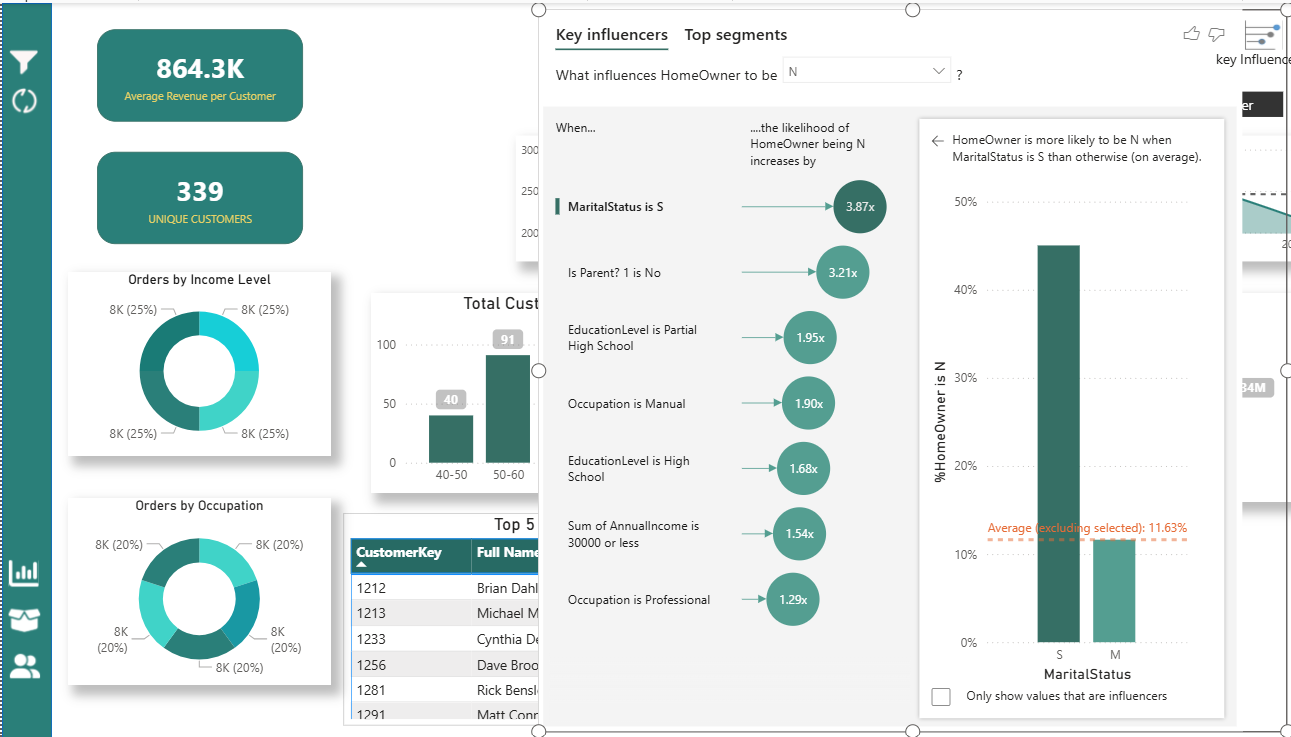 864.3K
Average Revenue per Customer
339
UNIQUE CUSTOMERS
Orders by Income Level
8K (25%)
8K (25%)
8K (25%)
8K (25%)
Orders by Occupation
8K (20%)
8K (20%)
8K
(20%)
8K
(20%)
8K (20%)
300
250
200
Total Cust
100
50
0
40
91
40-50
50-60
Top 5
CustomerKey
Full Name
1212
Brian Dahl
1213
Michael M
1233
Cynthia De
1256
Dave Broo
1281
Rick Bensl
1291
Matt Conr
Key influencers
Top segments
What influences HomeOwner to be
N
?
When...
....the likelihood of
HomeOwner being N
increases by
MaritalStatus is S
3.87x
Is Parent? 1 is No
3.21x
EducationLevel is Partial
High School
1.95x
Occupation is Manual
1.90x
EducationLevel is High
School
1.68x
Sum of AnnualIncome is
30000 or less
1.54x
Occupation is Professional
1.29x
HomeOwner is more likely to be N when
MaritalStatus is S than otherwise (on average).
%HomeOwner is N
50%
40%
30%
20%
10%
0%
Average (excluding selected): 11.63%
S
M
MaritalStatus
Only show values that are influencers
key Influence
er
20
34M